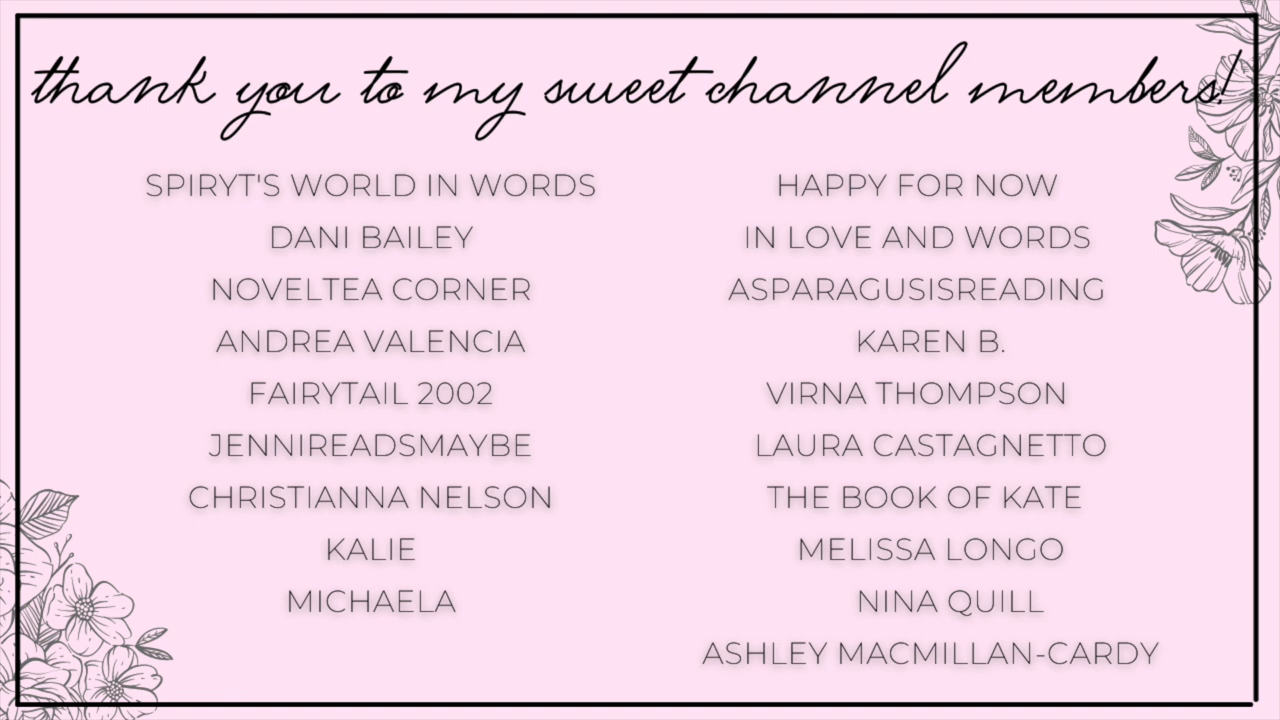 thank you to my sweet channel members!
SPIRYT'S WORLD IN WORDS
DANI BAILEY
NOVELTEA CORNER
ANDREA VALENCIA
FAIRYTAIL 2002
JENNIREADSMAYBE
CHRISTIANNA NELSON
KALIE
MICHAELA
HAPPY FOR NOW
IN LOVE AND WORDS
ASPARAGUSISREADING
KAREN B.
VIRNA THOMPSON
LAURA CASTAGNETTO
THE BOOK OF KATE
MELISSA LONGO
NINA QUILL
ASHLEY MACMILLAN-CARDY